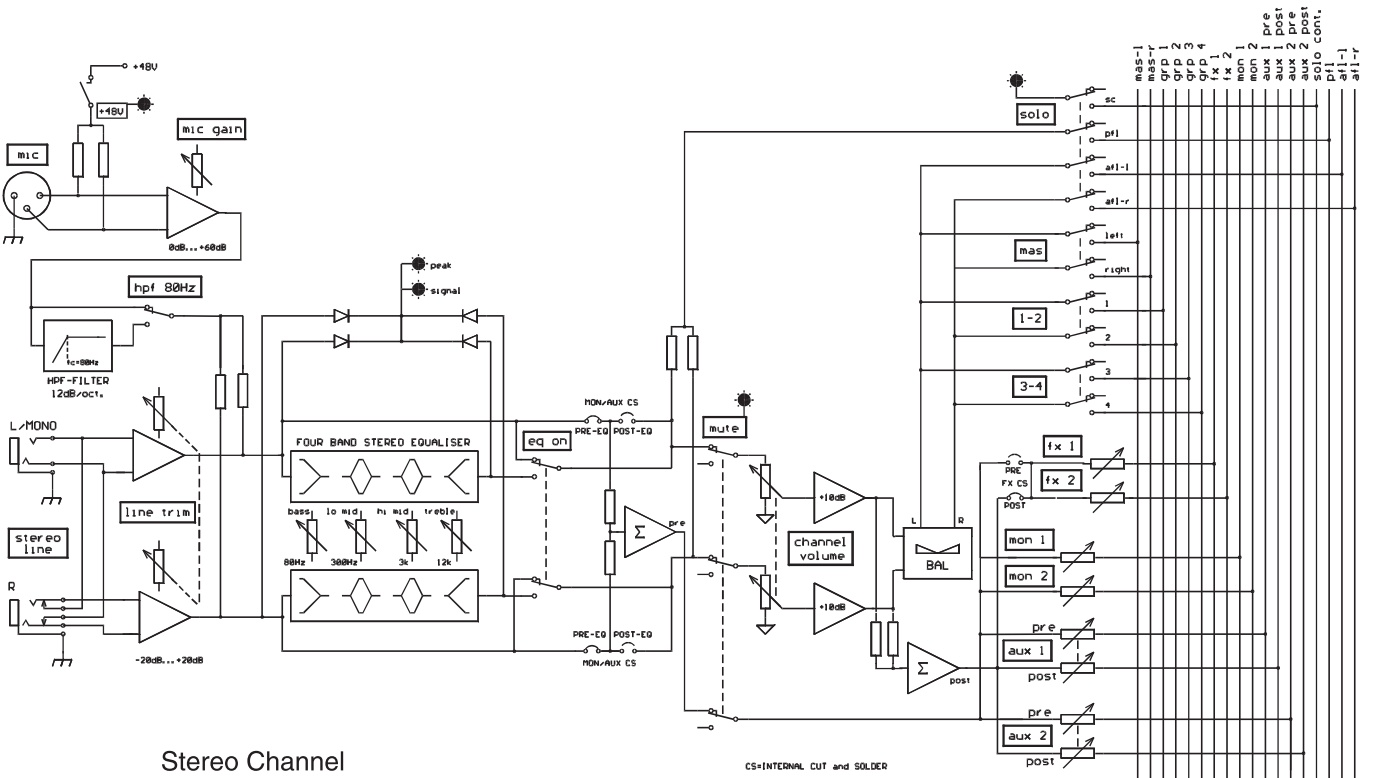 mas-l
mas-r
grp 1
grp 2
grp 3
grp 4
fx 1
fx 2
mon 1
mon 2
aux 1 pre
aux 1 post
aux 2 pre
aux 2 post
solo cont.
pfl
afl-l
afl-r
+48V
+48V
mic gain
mic
0dB...+60dB
solo
sc
pfl
afl-l
afl-r
mas
left
right
1-2
1
2
3-4
3
4
hpf 80Hz
peak
signal
fc=80Hz
HPF-FILTER
12dB/oct.
L/MONO
line trim
stereo
line
R
-20dB...+20dB
FOUR BAND STEREO EQUALISER
bass
lo mid
hi mid
treble
80Hz
300Hz
3k
12k
eq on
MON/AUX CS
PRE-EQ
POST-EQ
Σ
pre
PRE-EQ
POST-EQ
MON/AUX CS
mute
channel
volume
+10dB
+10dB
L
R
BAL
Σ
post
PRE
FX CS
POST
fx 1
fx 2
mon 1
mon 2
pre
aux 1
post
pre
aux 2
post
Stereo Channel
CS=INTERNAL CUT and SOLDER